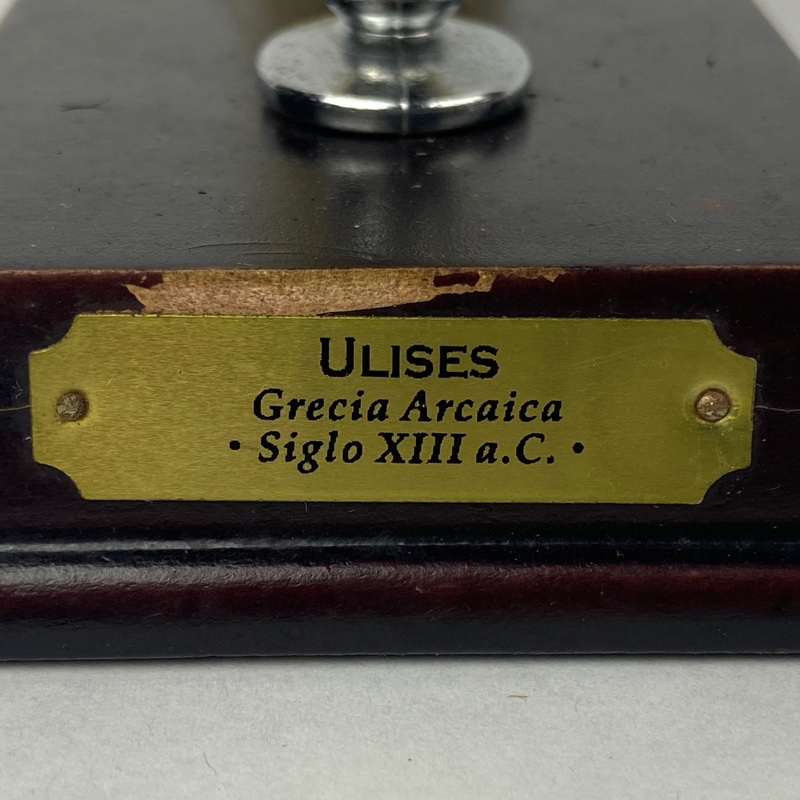 ULISES
Grecia Arcaica
• Siglo XIII a.C. •